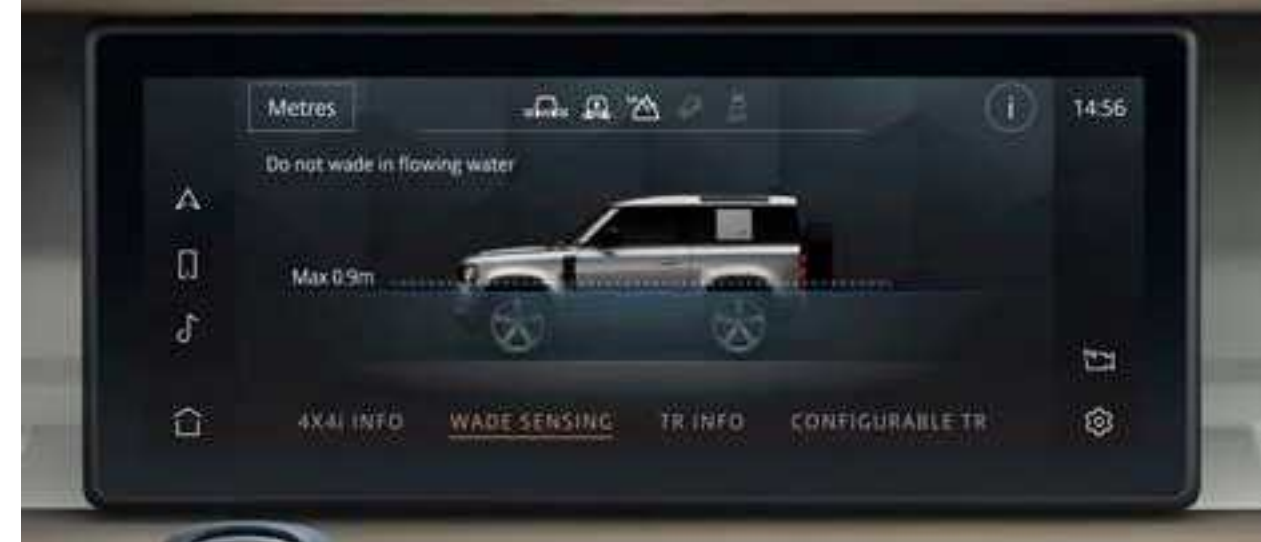 Metres
14:56
Do not wade in flowing water
Max 0.9m
4X4i INFO
WADE SENSING
TR INFO
CONFIGURABLE TR